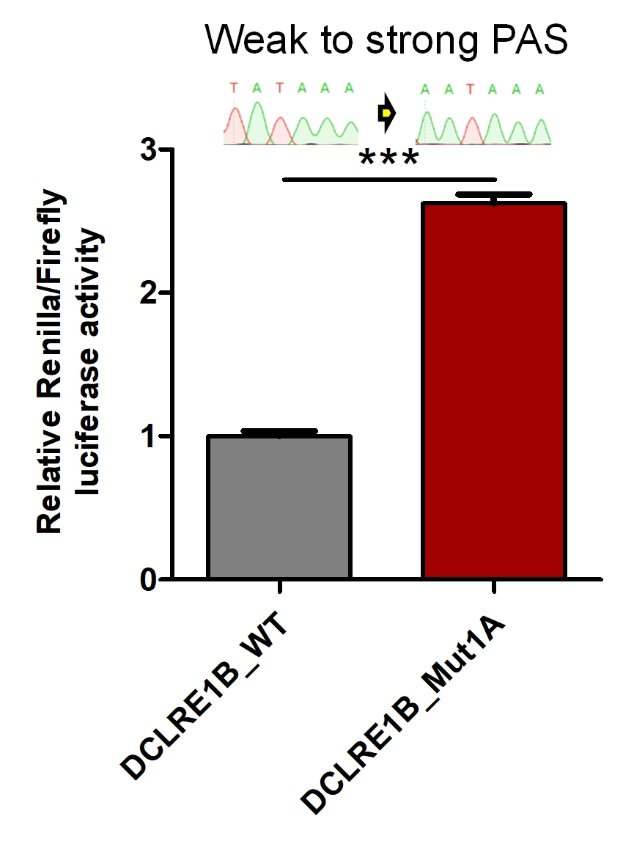 Weak to strong PAS
T A T A A A
A A T A A A
***
3
2
1
0
Relative Renilla/Firefly
luciferase activity
DCLRE1B_WT
DCLRE1B_Mut1A